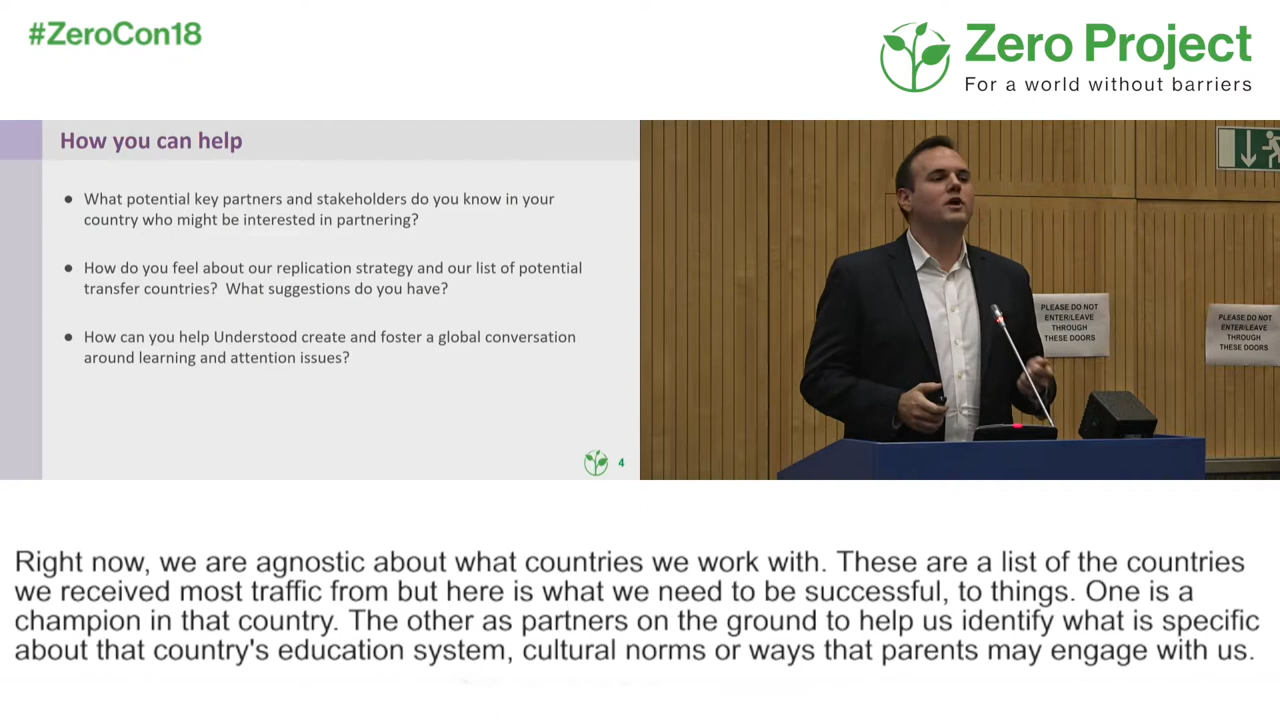 #ZeroCon18
Zero Project
For a world without barriers
How you can help
● What potential key partners and stakeholders do you know in your
country who might be interested in partnering?
● How do you feel about our replication strategy and our list of potential
transfer countries? What suggestions do you have?
● How can you help Understood create and foster a global conversation
around learning and attention issues?
4
PLEASE DO NOT
ENTER/LEAVE
THROUGH
THESE DOORS
PLEASE DO NOT
ENTER/LEAVE
THROUGH
THESE DOORS
Right now, we are agnostic about what countries we work with. These are a list of the countries
we received most traffic from but here is what we need to be successful, to things. One is a
champion in that country. The other as partners on the ground to help us identify what is specific
about that country's education system, cultural norms or ways that parents may engage with us.